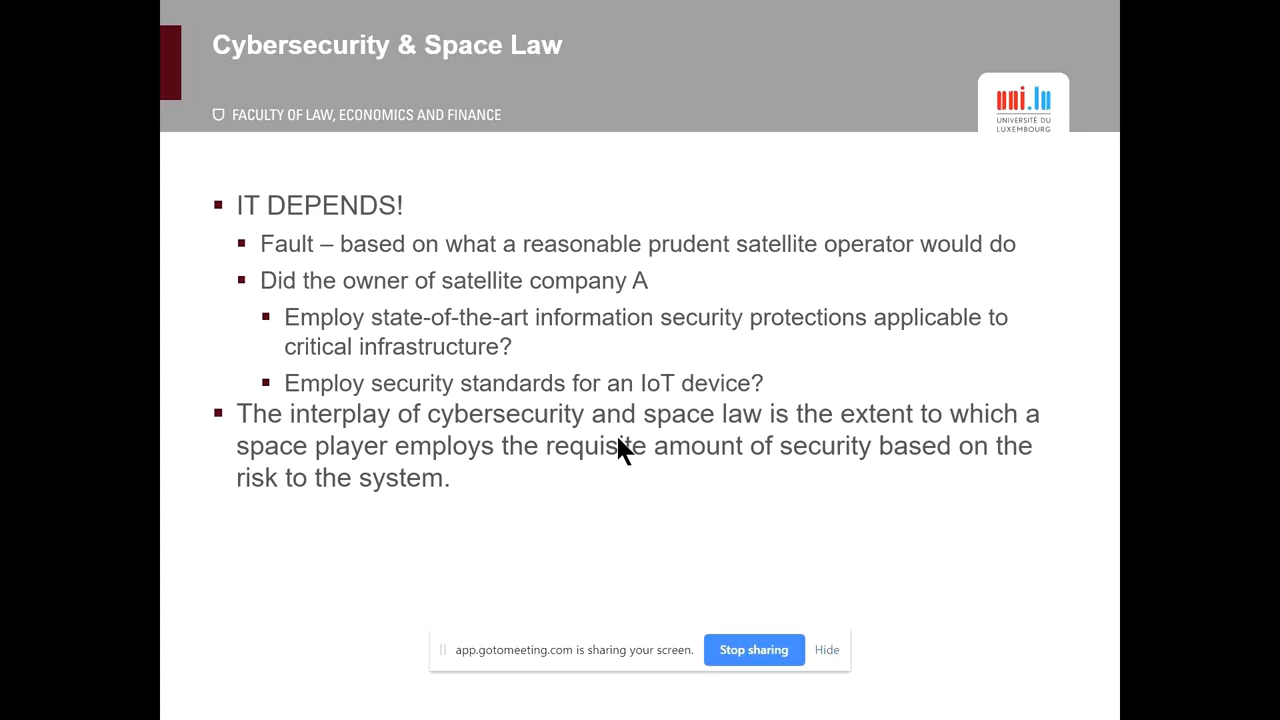 Cybersecurity & Space Law
FACULTY OF LAW, ECONOMICS AND FINANCE
uni.lu
UNIVERSITÉ DU
LUXEMBOURG
IT DEPENDS!
Fault – based on what a reasonable prudent satellite operator would do
Did the owner of satellite company A
Employ state-of-the-art information security protections applicable to
critical infrastructure?
Employ security standards for an IoT device?
The interplay of cybersecurity and space law is the extent to which a
space player employs the requisite amount of security based on the
risk to the system.
app.gotomeeting.com is sharing your screen.
Stop sharing
Hide